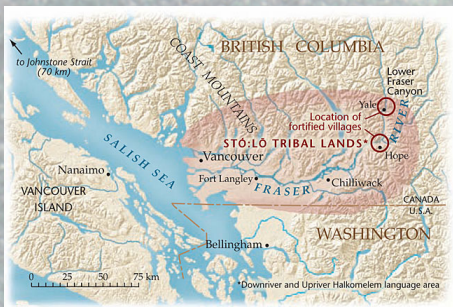 BRITISH COLUMBIA
to Johnstone Strait
(70 km)
COAST MOUNTAINS
Lower
Fraser
Canyon
Yale
Location of
fortified villages
RIVER
STÓ:LŌ TRIBAL LANDS*
Hope
SALISH SEA
Vancouver
Nanaimo
Fort Langley
FRASER
Chilliwack
VANCOUVER
ISLAND
CANADA
U.S.A.
WASHINGTON
Bellingham
0 25 50 75 km
*Downriver and Upriver Halkomelem language area